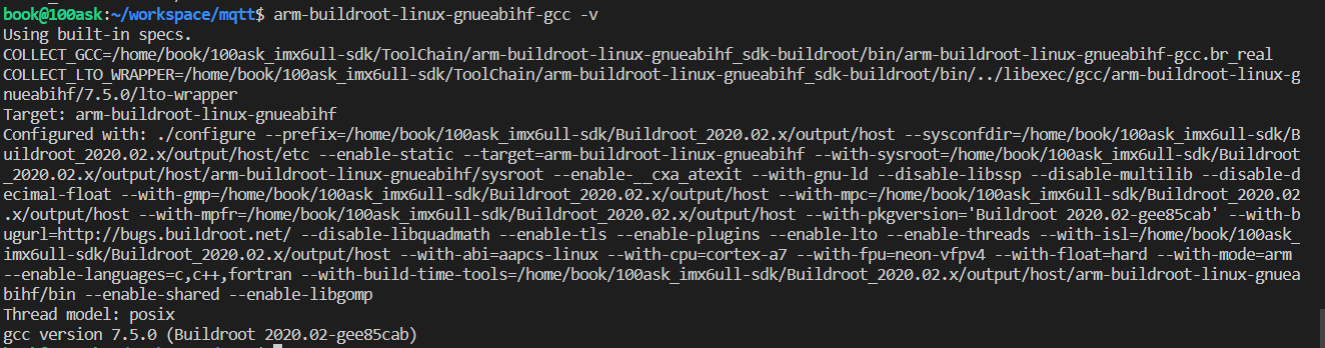 book@100ask:~/workspace/mqtt$ arm-buildroot-linux-gnueabihf-gcc -v
Using built-in specs.
COLLECT_GCC=/home/book/100ask_imx6ull-sdk/ToolChain/arm-buildroot-linux-gnueabihf_sdk-buildroot/bin/arm-buildroot-linux-gnueabihf-gcc.br_real
COLLECT_LTO_WRAPPER=/home/book/100ask_imx6ull-sdk/ToolChain/arm-buildroot-linux-gnueabihf_sdk-buildroot/bin/../libexec/gcc/arm-buildroot-linux-g
nueabihf/7.5.0/lto-wrapper
Target: arm-buildroot-linux-gnueabihf
Configured with: ./configure --prefix=/home/book/100ask_imx6ull-sdk/Buildroot_2020.02.x/output/host --sysconfdir=/home/book/100ask_imx6ull-sdk/B
uildroot_2020.02.x/output/host/etc --enable-static --target=arm-buildroot-linux-gnueabihf --with-sysroot=/home/book/100ask_imx6ull-sdk/Buildroot
_2020.02.x/output/host/arm-buildroot-linux-gnueabihf/sysroot --enable-__cxa_atexit --with-gnu-ld --disable-libssp --disable-multilib --disable-d
ecimal-float --with-gmp=/home/book/100ask_imx6ull-sdk/Buildroot_2020.02.x/output/host --with-mpc=/home/book/100ask_imx6ull-sdk/Buildroot_2020.02
.x/output/host --with-mpfr=/home/book/100ask_imx6ull-sdk/Buildroot_2020.02.x/output/host --with-pkgversion='Buildroot 2020.02-gee85cab' --with-b
ugurl=http://bugs.buildroot.net/ --disable-libquadmath --enable-tls --enable-plugins --enable-lto --enable-threads --with-isl=/home/book/100ask_
imx6ull-sdk/Buildroot_2020.02.x/output/host --with-abi=aapcs-linux --with-cpu=cortex-a7 --with-fpu=neon-vfpv4 --with-float=hard --with-mode=arm
--enable-languages=c,c++,fortran --with-build-time-tools=/home/book/100ask_imx6ull-sdk/Buildroot_2020.02.x/output/host/arm-buildroot-linux-gnuea
bihf/bin --enable-shared --enable-libgomp
Thread model: posix
gcc version 7.5.0 (Buildroot 2020.02-gee85cab)